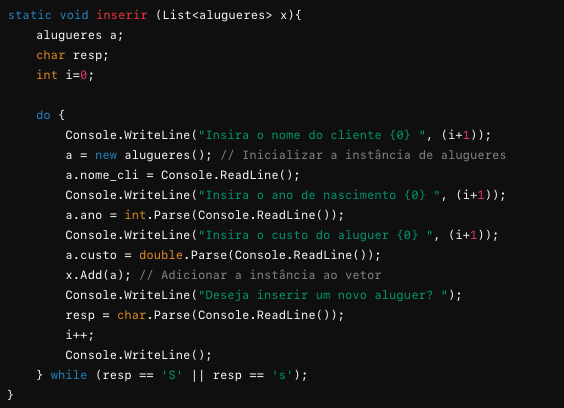 static void inserir (List<alugueres> x){
    alugueres a;
    char resp;
    int i=0;

    do {
        Console.WriteLine("Insira o nome do cliente {0} ", (i+1));
        a = new alugueres(); // Inicializar a instância de alugueres
        a.nome_cli = Console.ReadLine();
        Console.WriteLine("Insira o ano de nascimento {0} ", (i+1));
        a.ano = int.Parse(Console.ReadLine());
        Console.WriteLine("Insira o custo do aluguer {0} ", (i+1));
        a.custo = double.Parse(Console.ReadLine());
        x.Add(a); // Adicionar a instância ao vetor
        Console.WriteLine("Deseja inserir um novo aluguer? ");
        resp = char.Parse(Console.ReadLine());
        i++;
        Console.WriteLine();
    } while (resp == 'S' || resp == 's');
}